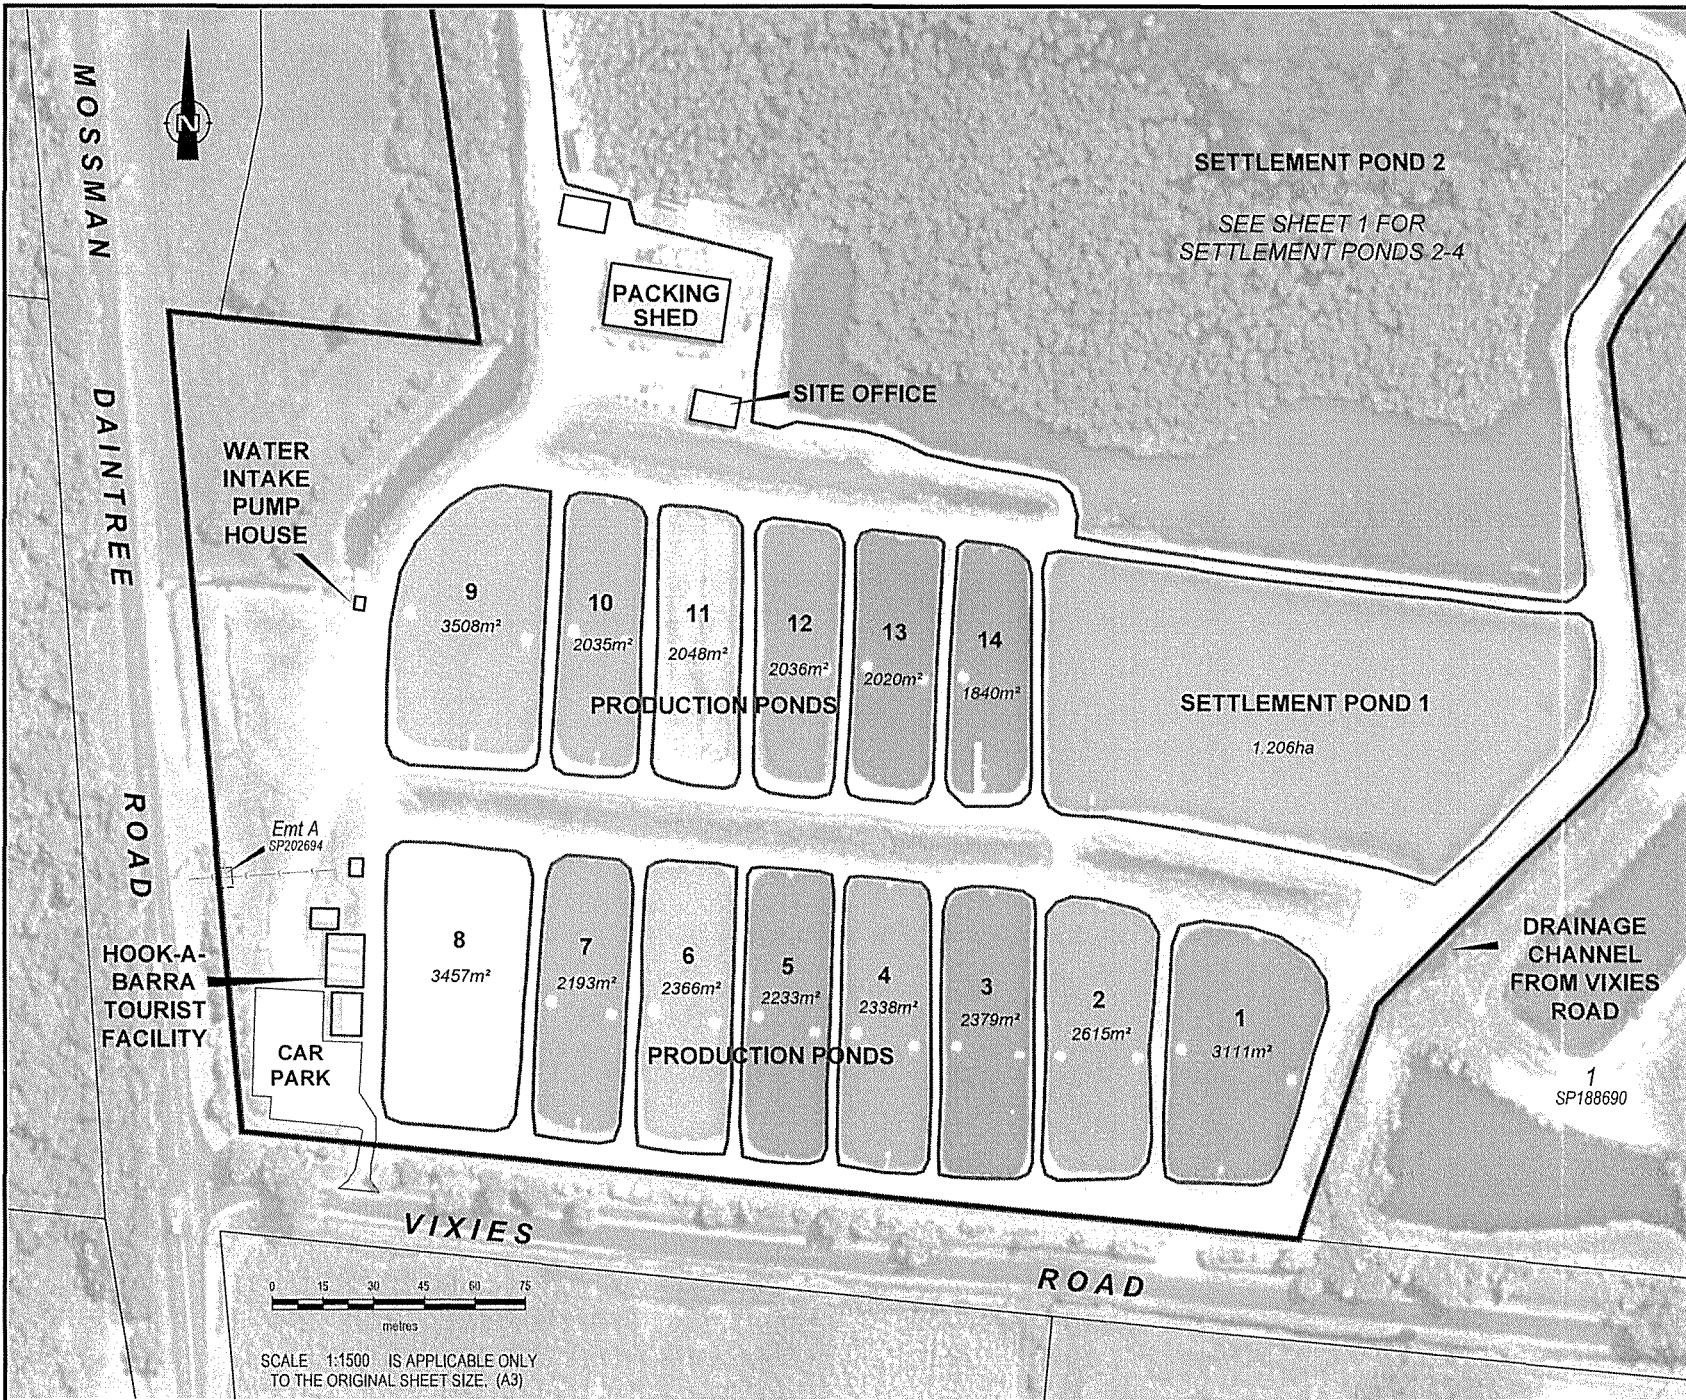 MOSSMAN
DAINTREE
ROAD
N
SETTLEMENT POND 2
SEE SHEET 1 FOR
SETTLEMENT PONDS 2-4
PACKING
SHED
SITE OFFICE
WATER
INTAKE
PUMP
HOUSE
9
3508m²
10
2035m²
11
2048m²
12
2036m²
13
2020m²
14
1840m²
PRODUCTION PONDS
SETTLEMENT POND 1
1.206ha
Emt A
SP202694
HOOK-A-
BARRA
TOURIST
FACILITY
CAR
PARK
8
3457m²
7
2193m²
6
2366m²
5
2233m²
4
2338m²
3
2379m²
2
2615m²
1
3111m²
PRODUCTION PONDS
DRAINAGE
CHANNEL
FROM VIXIES
ROAD
1
SP188690
VIXIES
ROAD
0 15 30 45 60 75
metres
SCALE 1:1500 IS APPLICABLE ONLY
TO THE ORIGINAL SHEET SIZE. (A3)